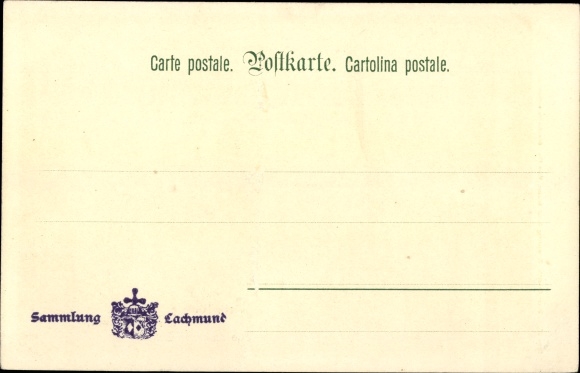 Carte postale. Postkarte. Cartolina postale.
Sammlung Lachmund